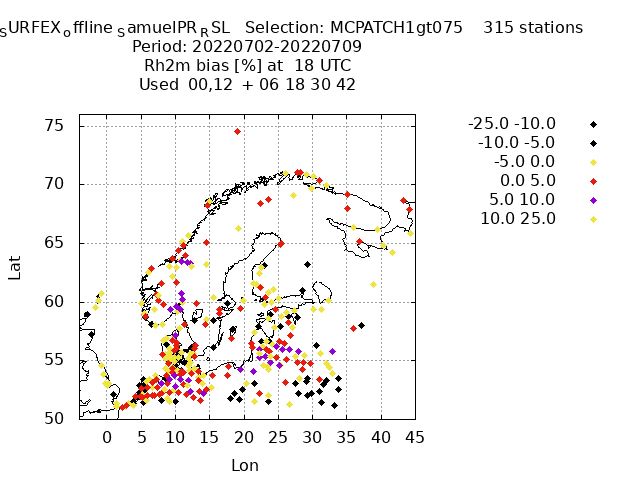 SURFEX_offline_SamuelPR_RSL Selection: MCPATCH1gt075 315 stations
Period: 20220702-20220709
Rh2m bias [%] at 18 UTC
Used 00,12 + 06 18 30 42
-25.0 -10.0
-10.0 -5.0
-5.0 0.0
0.0 5.0
5.0 10.0
10.0 25.0
75
70
65
60
55
50
Lat
0 5 10 15 20 25 30 35 40 45
Lon